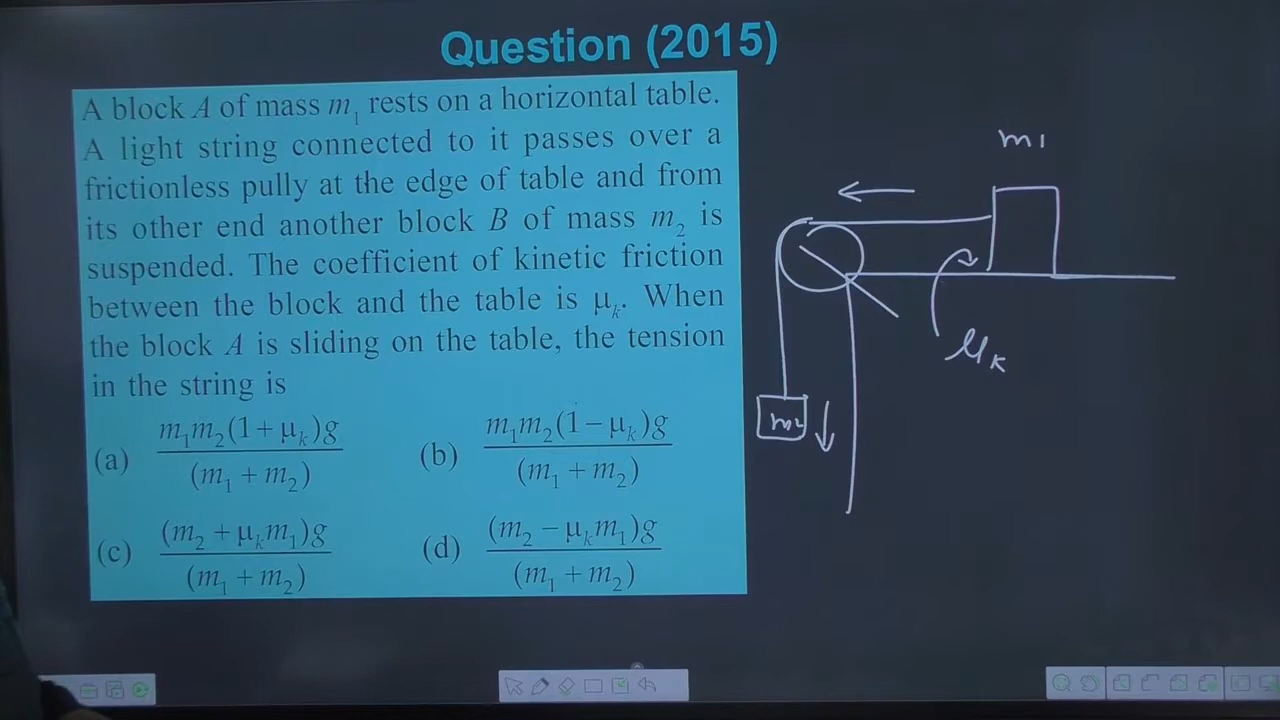 Question (2015)
A block A of mass m₁ rests on a horizontal table.
A light string connected to it passes over a
frictionless pully at the edge of table and from
its other end another block B of mass m₂ is
suspended. The coefficient of kinetic friction
between the block and the table is μₖ. When
the block A is sliding on the table, the tension
in the string is
(a) m₁m₂(1 + μₖ)g / (m₁ + m₂)
(b) m₁m₂(1 − μₖ)g / (m₁ + m₂)
(c) (m₂ + μₖm₁)g / (m₁ + m₂)
(d) (m₂ − μₖm₁)g / (m₁ + m₂)
m1
μK
m2